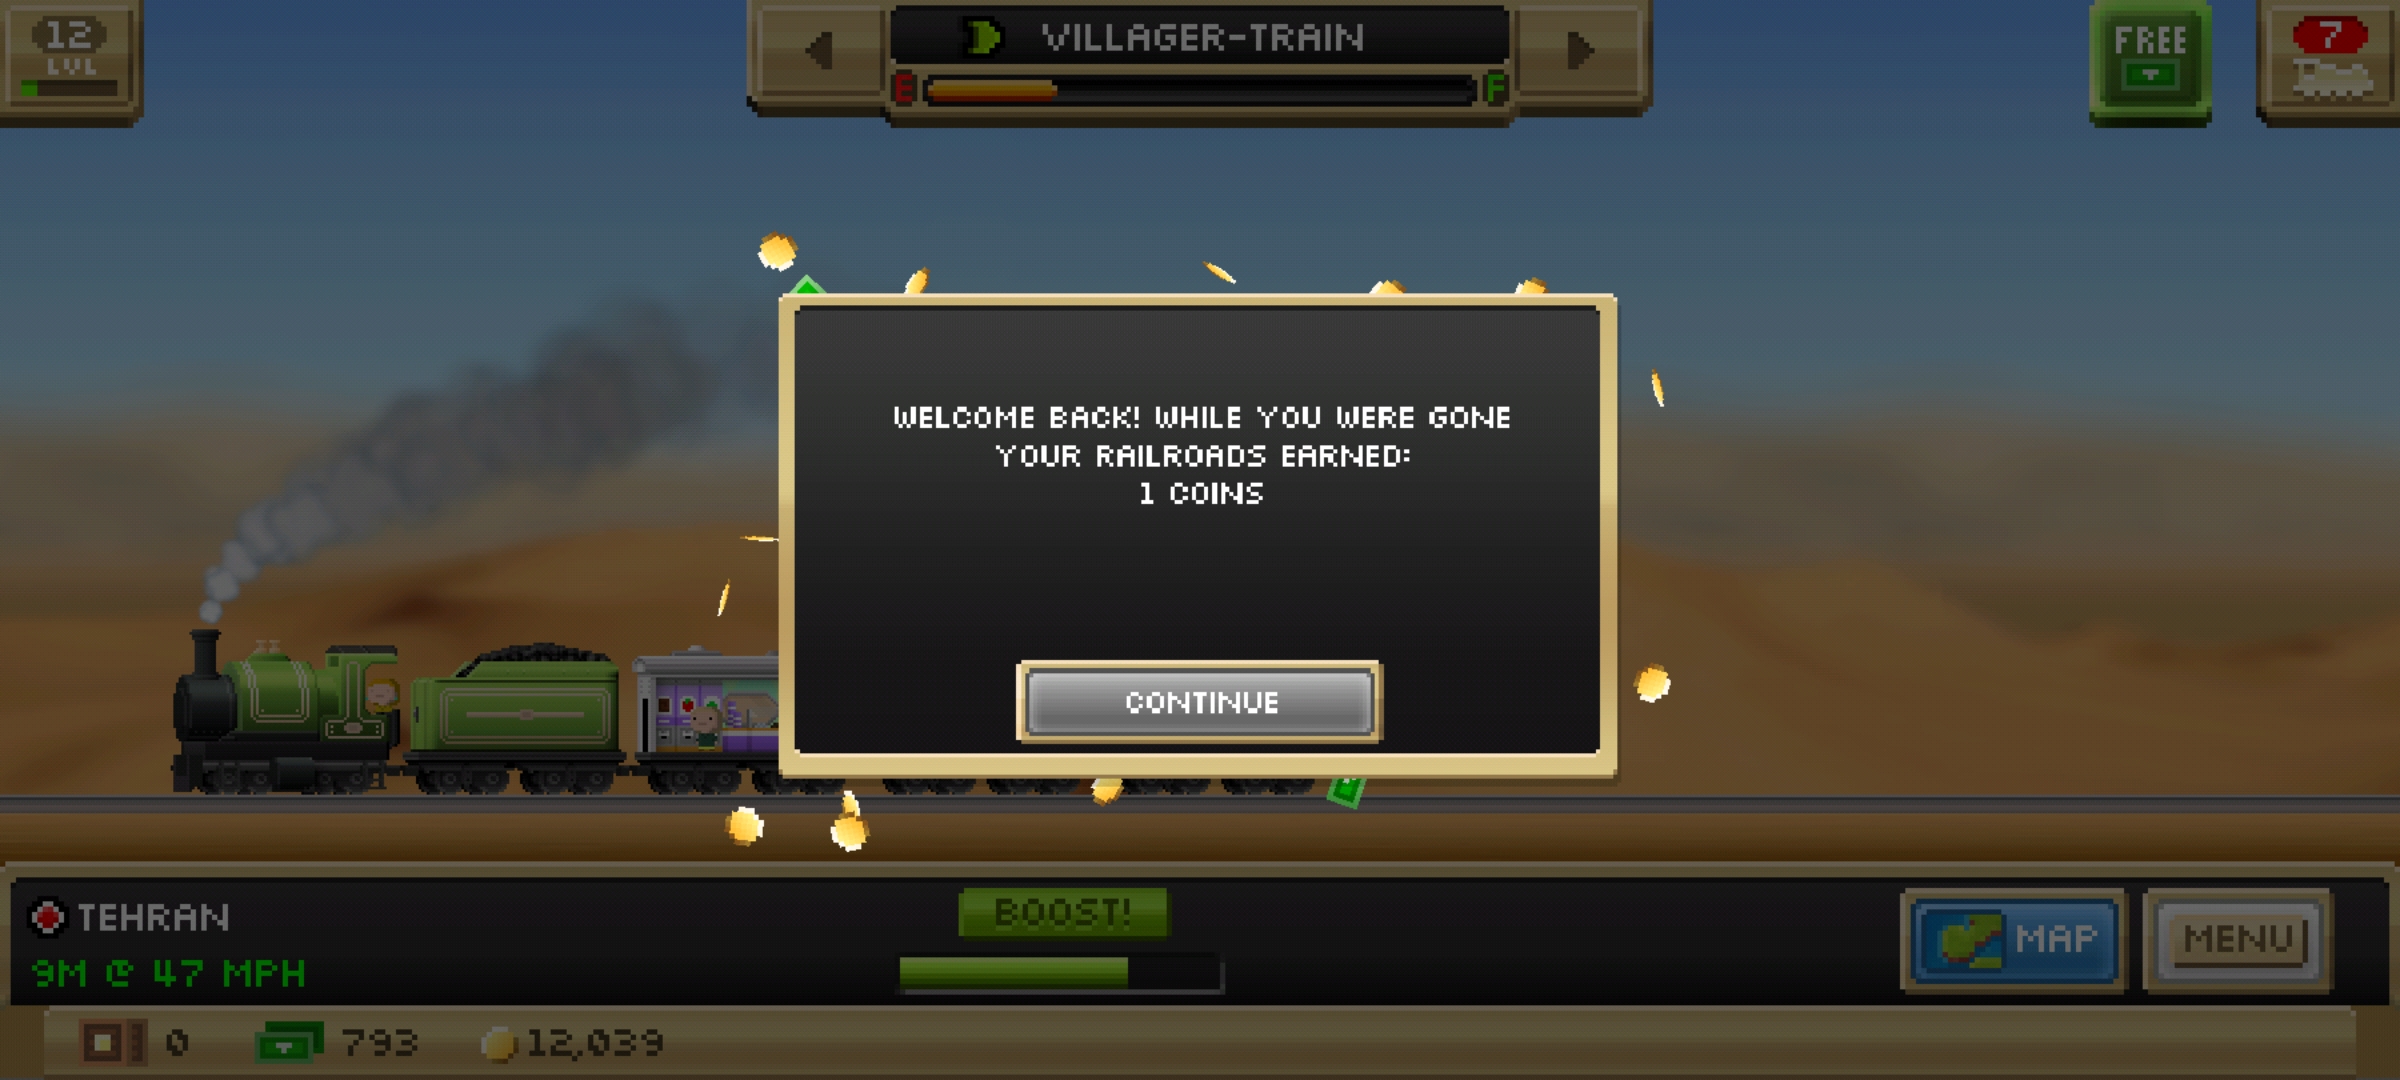 12
LVL
VILLAGER-TRAIN
E
F
FREE
7
WELCOME BACK! WHILE YOU WERE GONE
YOUR RAILROADS EARNED:
1 COINS
CONTINUE
TEHRAN
9M @ 47 MPH
BOOST!
MAP
MENU
0
793
12,039